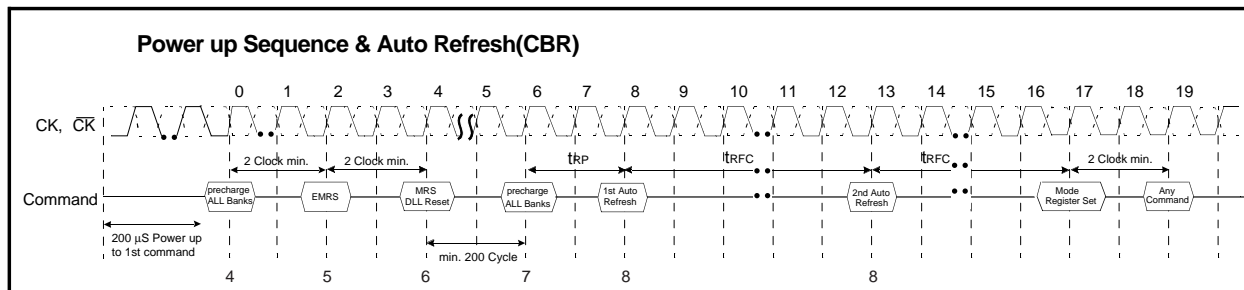 Power up Sequence & Auto Refresh(CBR)
0 1 2 3 4 5 6 7 8 9 10 11 12 13 14 15 16 17 18 19
CK, CK
2 Clock min. 2 Clock min. tRP tRFC tRFC 2 Clock min.
Command
precharge
ALL Banks
EMRS
MRS
DLL Reset
precharge
ALL Banks
1st Auto
Refresh
2nd Auto
Refresh
Mode
Register Set
Any
Command
200 μS Power up
to 1st command
min. 200 Cycle
4 5 6 7 8 8